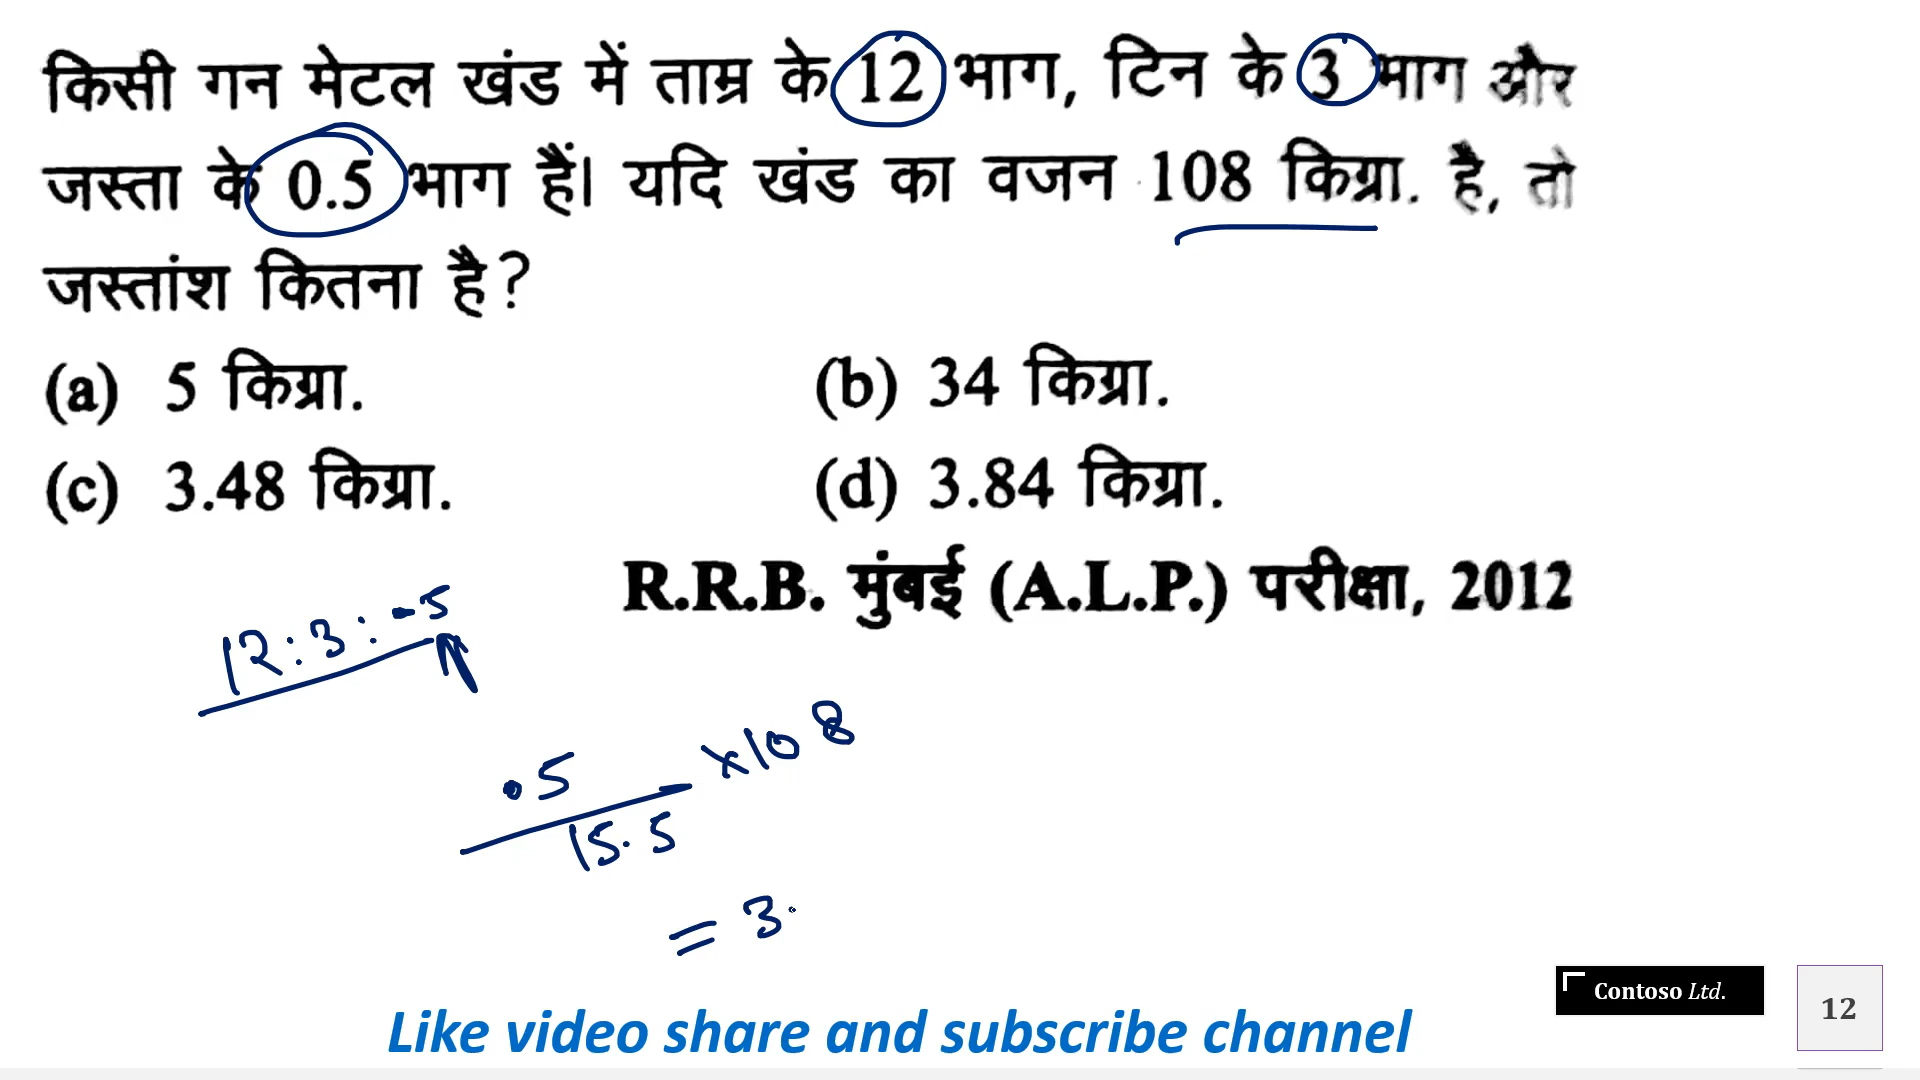 किसी गन मेटल खंड में ताम्र के 12 भाग, टिन के 3 भाग और
जस्ता के 0.5 भाग हैं। यदि खंड का वजन 108 किग्रा. है, तो
जस्तांश कितना है?
(a) 5 किग्रा. (b) 34 किग्रा.
(c) 3.48 किग्रा. (d) 3.84 किग्रा.
R.R.B. मुंबई (A.L.P.) परीक्षा, 2012
12:3:.5
.5 ×108
15.5
= 3.
Contoso Ltd.
12
Like video share and subscribe channel